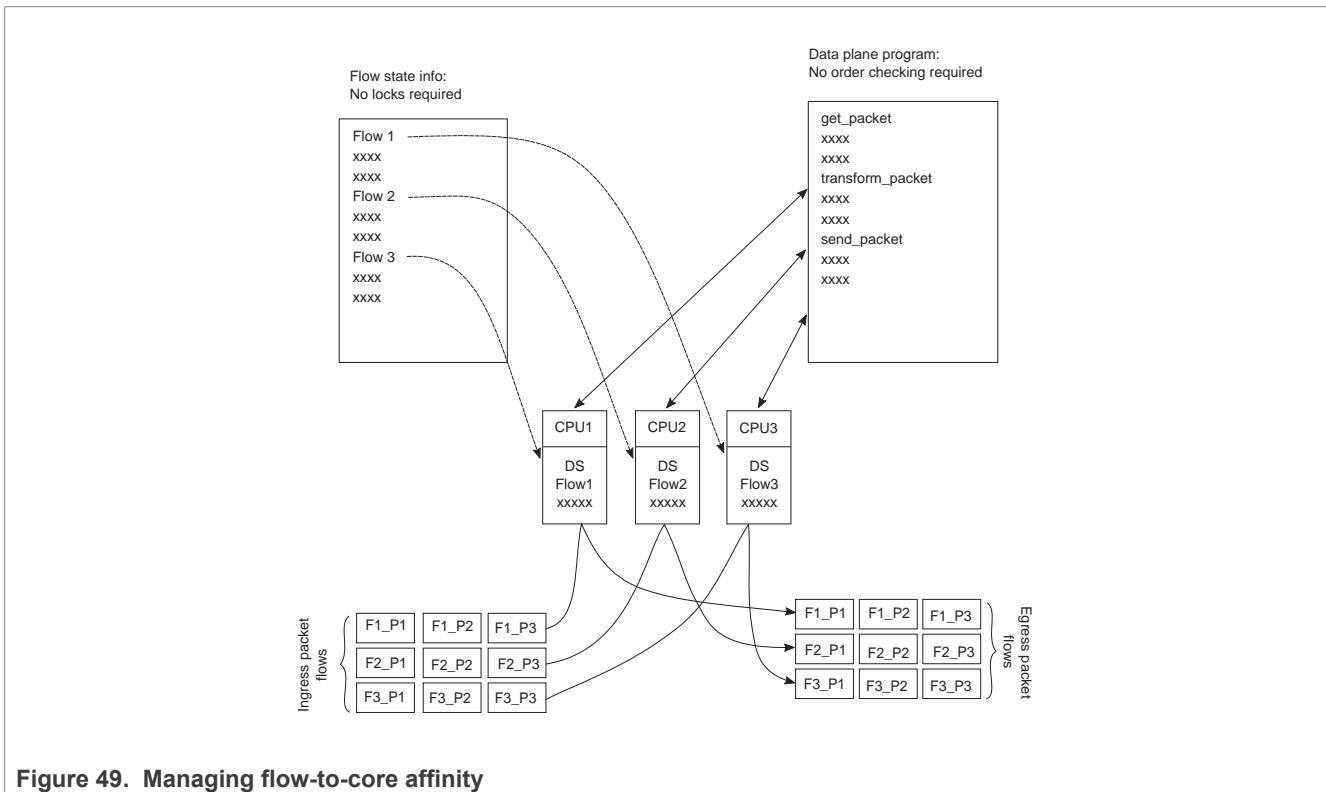 Flow state info:
No locks required
Data plane program:
No order checking required
Flow 1
xxxx
xxxx
Flow 2
xxxx
xxxx
Flow 3
xxxx
xxxx
get_packet
xxxx
xxxx
transform_packet
xxxx
xxxx
send_packet
xxxx
xxxx
CPU1
DS
Flow1
xxxxx
CPU2
DS
Flow2
xxxxx
CPU3
DS
Flow3
xxxxx
Ingress packet
flows
F1_P1 F1_P2 F1_P3
F2_P1 F2_P2 F2_P3
F3_P1 F3_P2 F3_P3
F1_P1 F1_P2 F1_P3
F2_P1 F2_P2 F2_P3
F3_P1 F3_P2 F3_P3
Egress packet
flows
Figure 49. Managing flow-to-core affinity